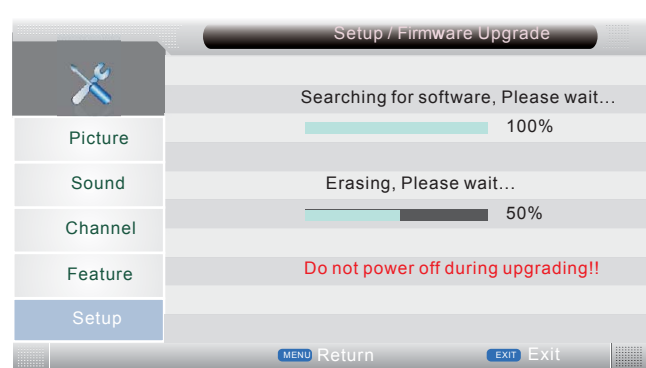 Setup / Firmware Upgrade
Searching for software, Please wait...
100%
Picture
Sound
Erasing, Please wait...
50%
Channel
Feature
Do not power off during upgrading!!
Setup
MENU Return
EXIT Exit